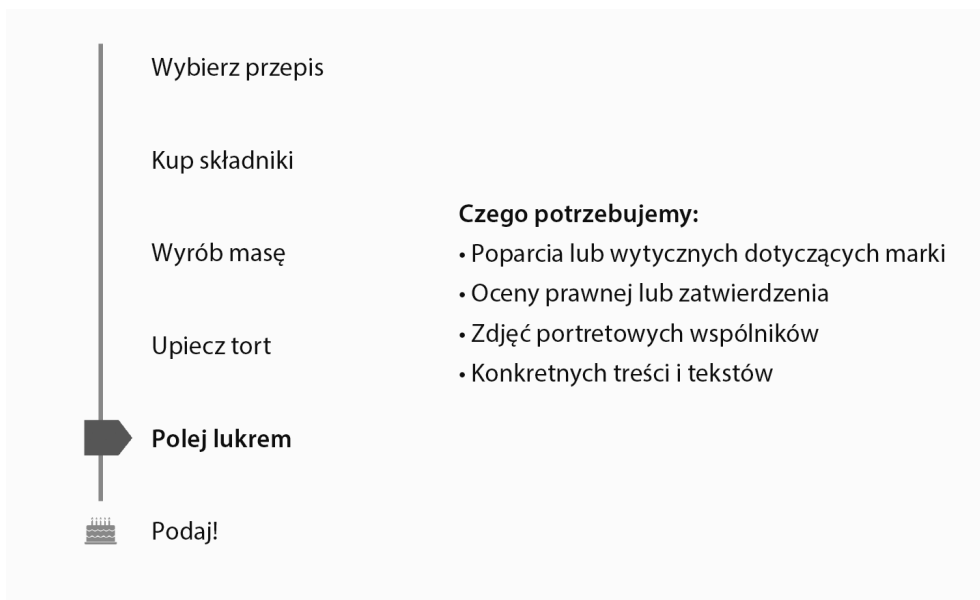 Wybierz przepis
Kup składniki
Wyrób masę
Upiecz tort
Polej lukrem
Podaj!
Czego potrzebujemy:
• Poparcia lub wytycznych dotyczących marki
• Oceny prawnej lub zatwierdzenia
• Zdjęć portretowych wspólników
• Konkretnych treści i tekstów